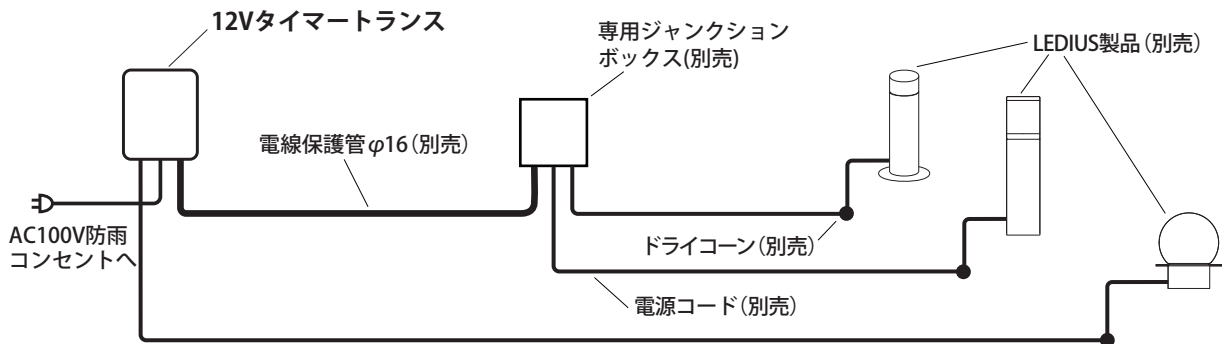 12Vタイマートランス
専用ジャンクション
ボックス(別売)
LEDIUS製品(別売)
電線保護管φ16(別売)
AC100V防雨
コンセントへ
ドライコーン(別売)
電源コード(別売)